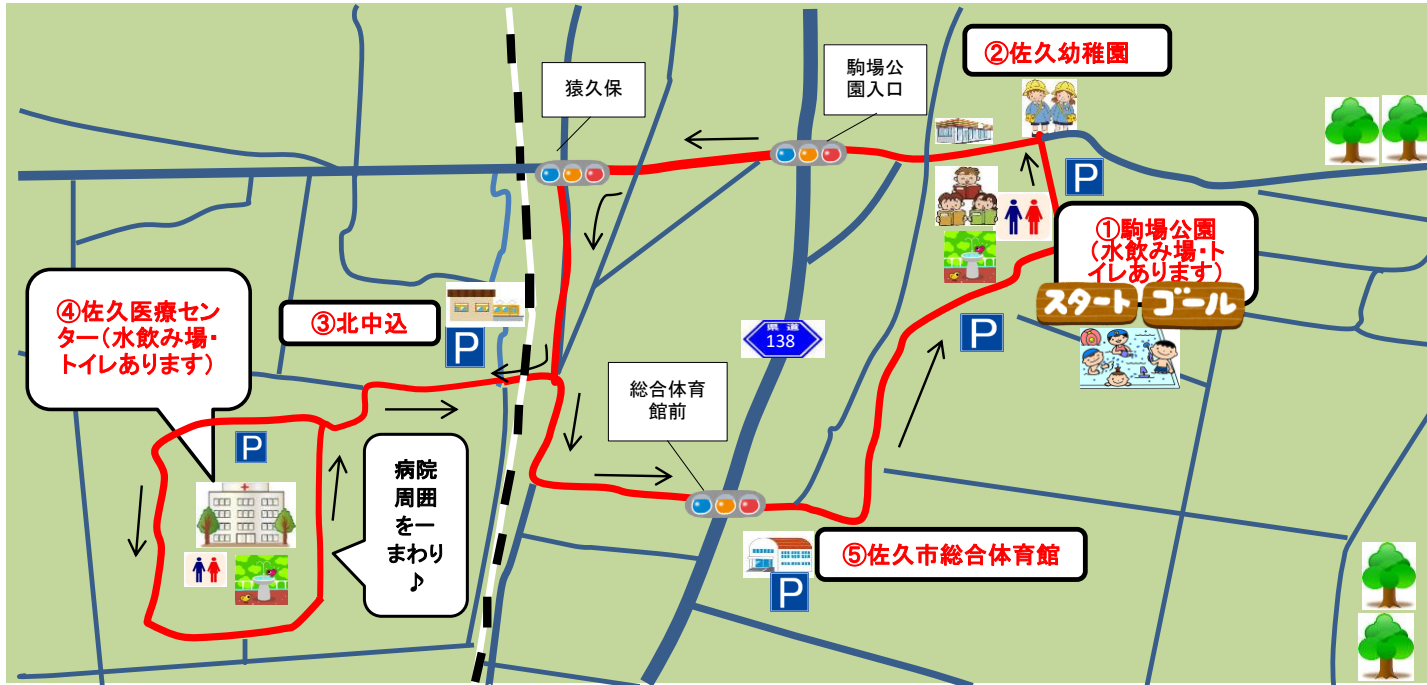 ②佐久幼稚園
駒場公
園入口
猿久保
P
①駒場公園
(水飲み場・ト
イレあります)
スタート ゴール
④佐久医療セン
ター(水飲み場・
トイレあります)
③北中込
P
P
県道
138
総合体育
館前
P
病院
周囲
を一
まわり
♪
⑤佐久市総合体育館
P